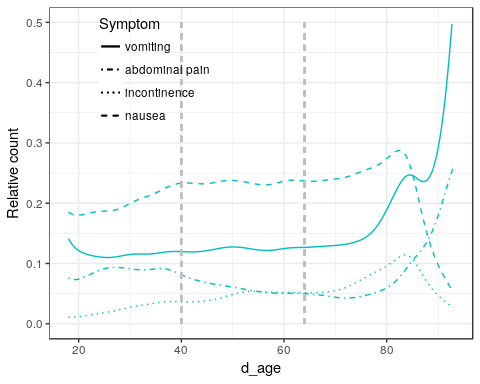 Symptom
vomiting
abdominal pain
incontinence
nausea
Relative count
0.5
0.4
0.3
0.2
0.1
0.0
20 40 60 80
d_age